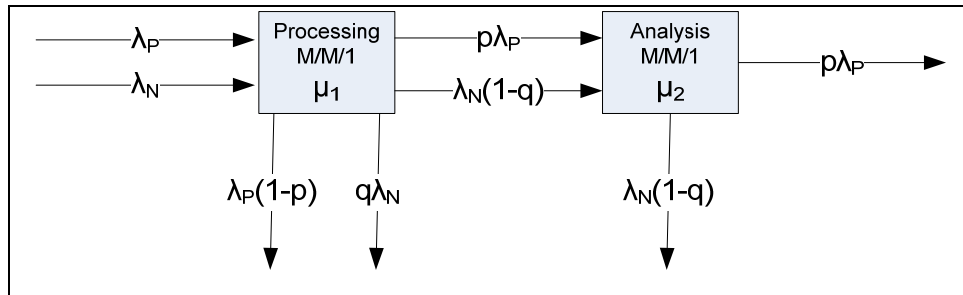 λP
λN
Processing
M/M/1
μ1
pλP
λN(1-q)
Analysis
M/M/1
μ2
pλP
λP(1-p)
qλN
λN(1-q)